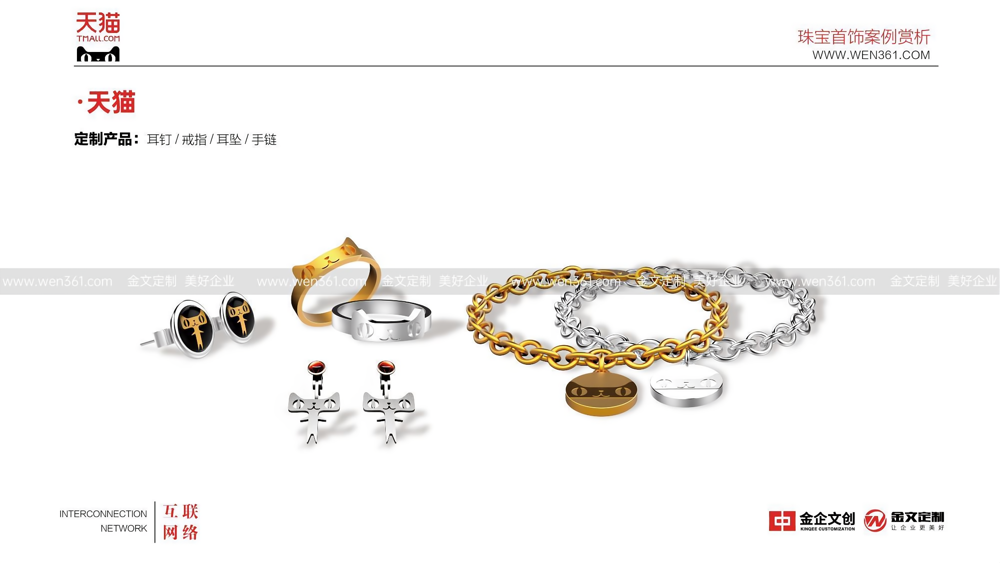 天猫
TMALL.COM
珠宝首饰案例赏析
WWW.WEN361.COM
·天猫
定制产品：耳钉 / 戒指 / 耳坠 / 手链
www.wen361.com 金文定制 美好企业 www.wen361.com 金文定制 美好企业 www.wen361.com 金文定制 美好企业 www.wen361.com 金文定制 美好企业
INTERCONNECTION
NETWORK
互联
网络
金企文创
KINQEE CUSTOMIZATION
金文定制
让企业更美好